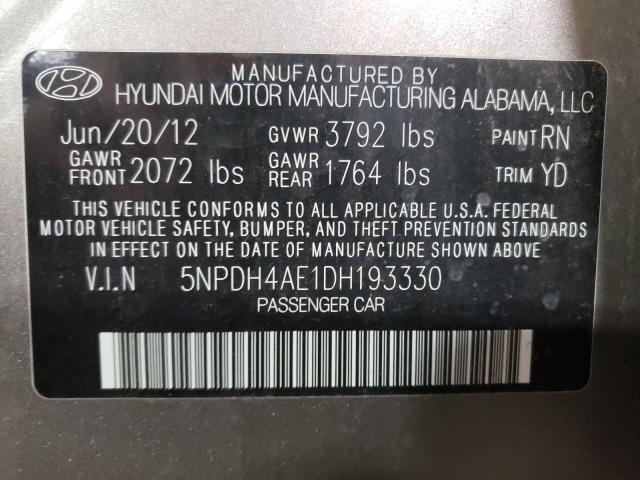 MANUFACTURED BY
HYUNDAI MOTOR MANUFACTURING ALABAMA, LLC
Jun/20/12 GVWR 3792 lbs PAINT RN
GAWR FRONT 2072 lbs GAWR REAR 1764 lbs TRIM YD
THIS VEHICLE CONFORMS TO ALL APPLICABLE U.S.A. FEDERAL
MOTOR VEHICLE SAFETY, BUMPER, AND THEFT PREVENTION STANDARDS
IN EFFECT ON THE DATE OF MANUFACTURE SHOWN ABOVE.
V.I.N 5NPDH4AE1DH193330
PASSENGER CAR